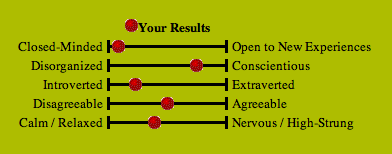 Your Results
Closed-Minded Open to New Experiences
Disorganized Conscientious
Introverted Extraverted
Disagreeable Agreeable
Calm / Relaxed Nervous / High-Strung